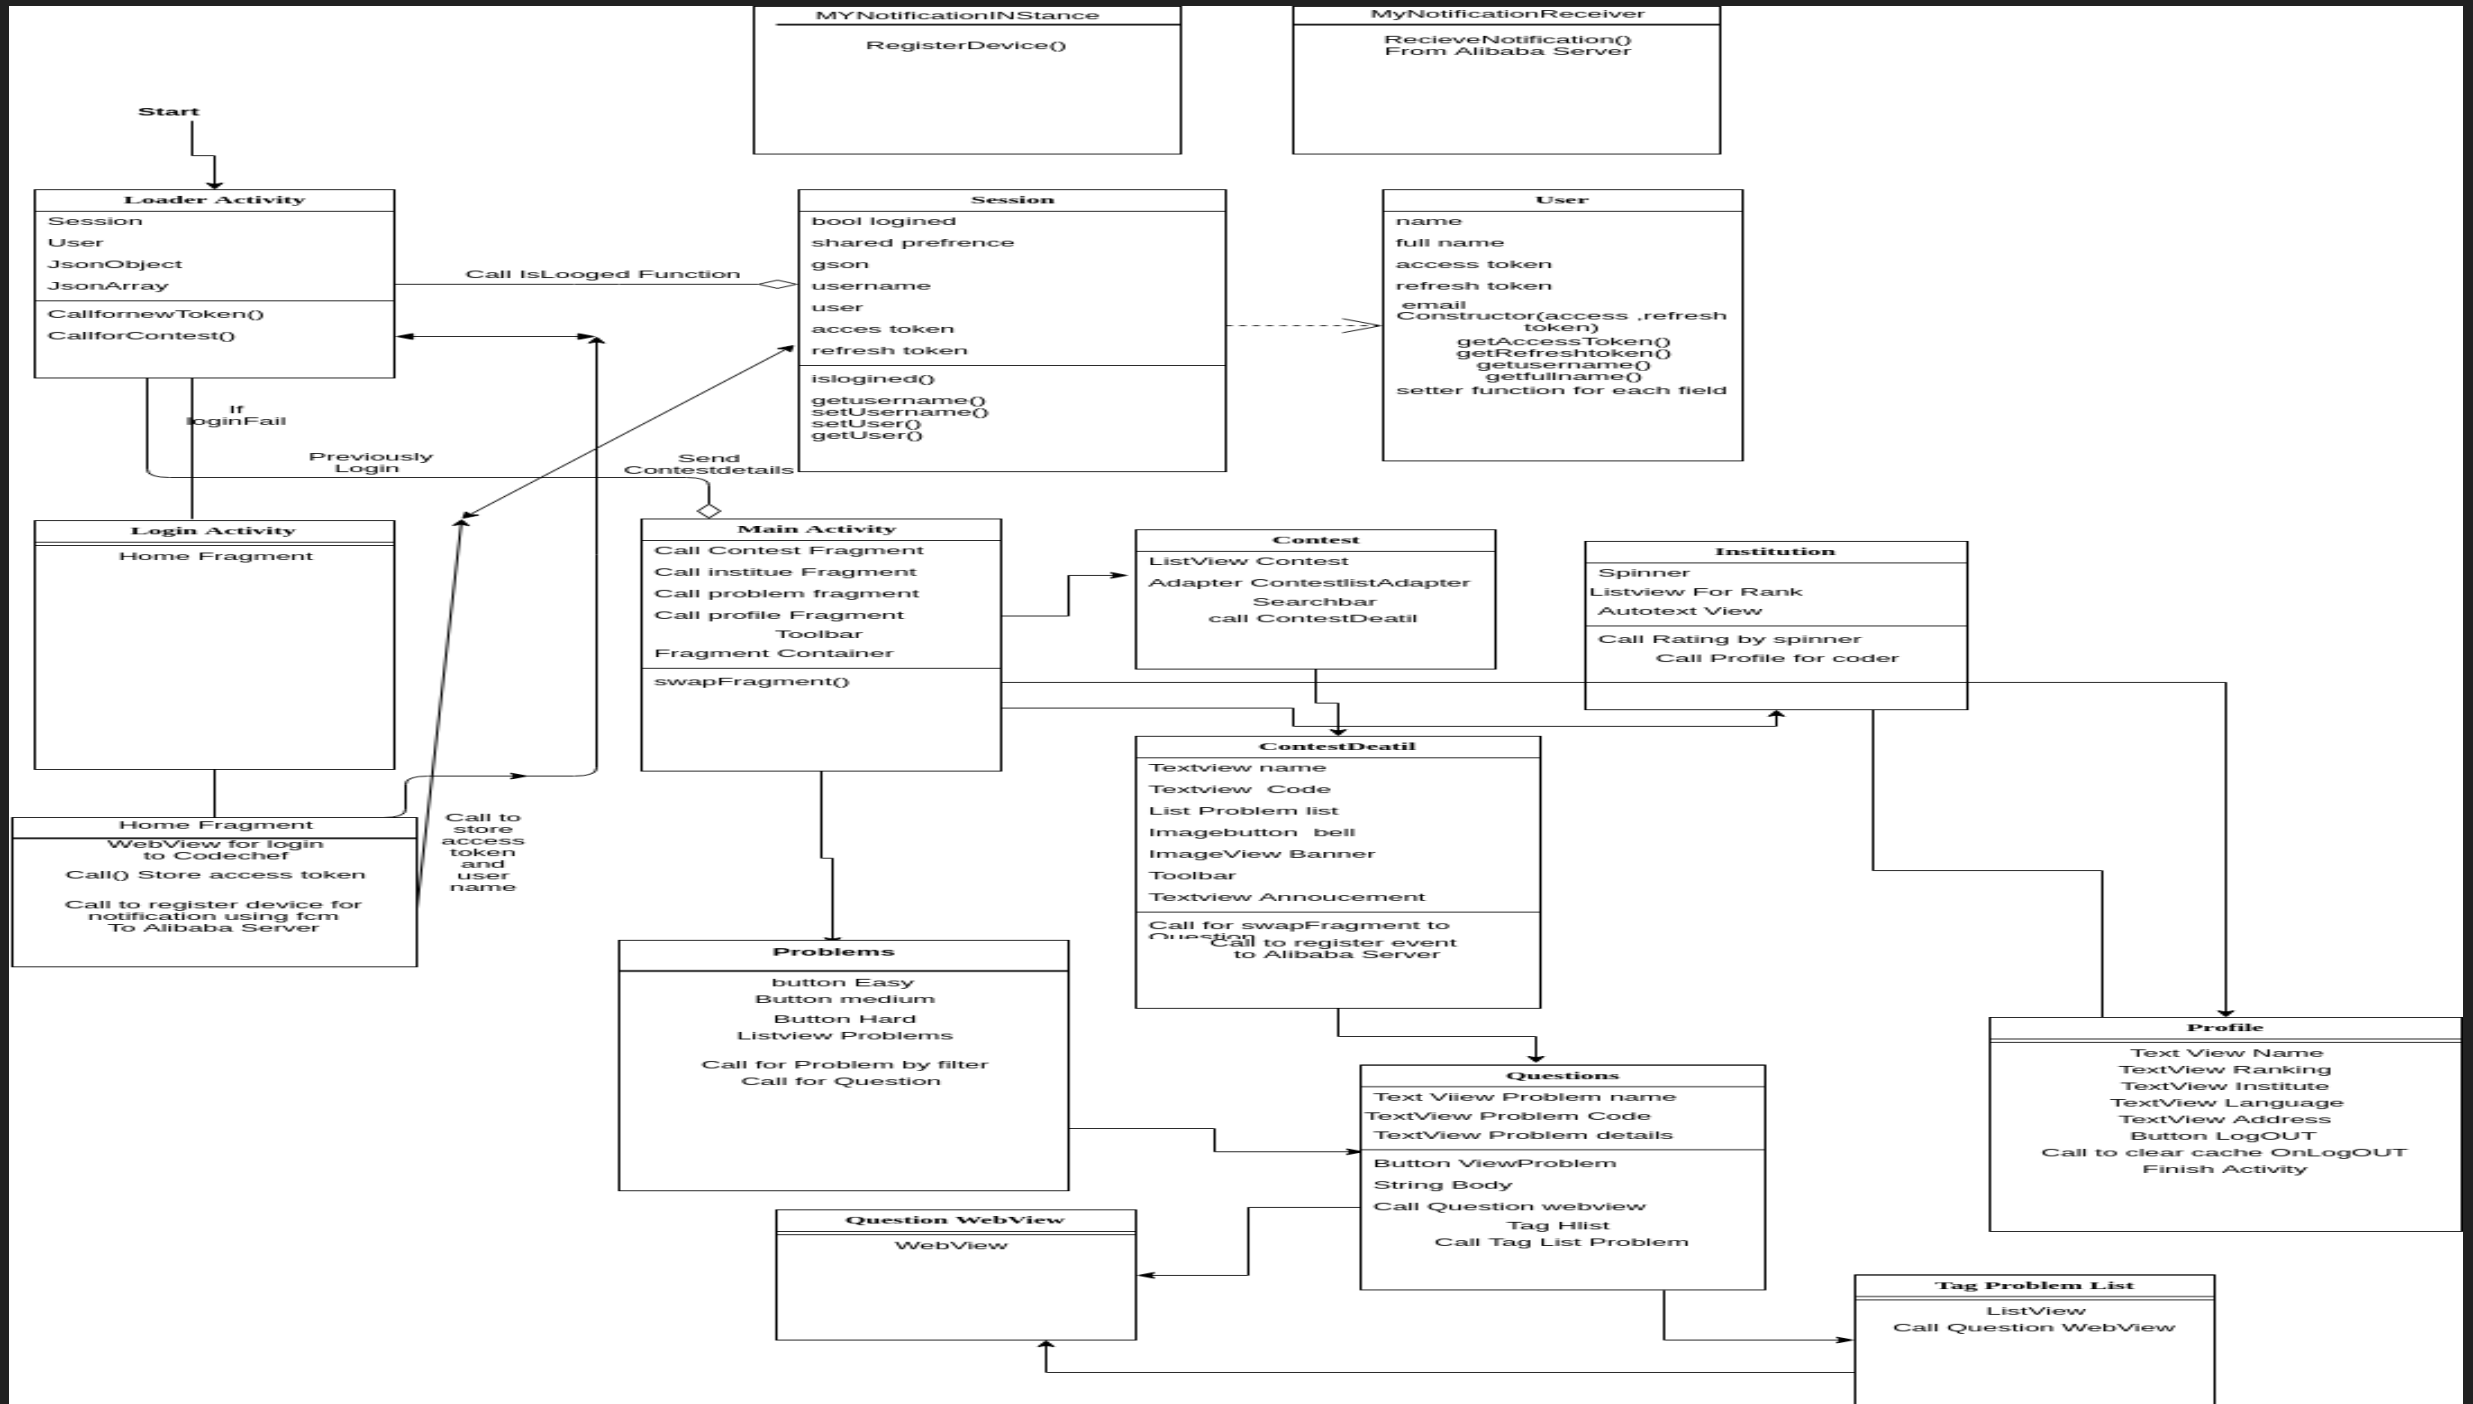 MYNotificationINStance
RegisterDevice()
MyNotificationReceiver
RecieveNotification()
From Alibaba Server
Start
Loader Activity
Session
User
JsonObject
JsonArray
CallfornewToken()
CallforContest()
Call IsLooged Function
Session
bool logined
shared prefrence
gson
username
user
acces token
refresh token
islogined()
getusername()
setUsername()
setUser()
getUser()
User
name
full name
access token
refresh token
email
Constructor(access ,refresh
token)
getAccessToken()
getRefreshtoken()
getusername()
getfullname()
setter function for each field
If
loginFail
Previously
Login
Send
Contestdetails
Login Activity
Home Fragment
Main Activity
Call Contest Fragment
Call institue Fragment
Call problem fragment
Call profile Fragment
Toolbar
Fragment Container
swapFragment()
Contest
ListView Contest
Adapter ContestlistAdapter
Searchbar
call ContestDeatil
Institution
Spinner
Listview For Rank
Autotext View
Call Rating by spinner
Call Profile for coder
ContestDeatil
Textview name
Textview  Code
List Problem list
Imagebutton  bell
ImageView Banner
Toolbar
Textview Annoucement
Call for swapFragment to
Question
Call to register event
to Alibaba Server
Home Fragment
WebView for login
to Codechef
Call() Store access token
Call to register device for
notification using fcm
To Alibaba Server
Call to
store
access
token
and
user
name
Problems
button Easy
Button medium
Button Hard
Listview Problems
Call for Problem by filter
Call for Question
Questions
Text Viiew Problem name
TextView Problem Code
TextView Problem details
Button ViewProblem
String Body
Call Question webview
Tag Hlist
Call Tag List Problem
Profile
Text View Name
TextView Ranking
TextView Institute
TextView Language
TextView Address
Button LogOUT
Call to clear cache OnLogOUT
Finish Activity
Question WebView
WebView
Tag Problem List
ListView
Call Question WebView